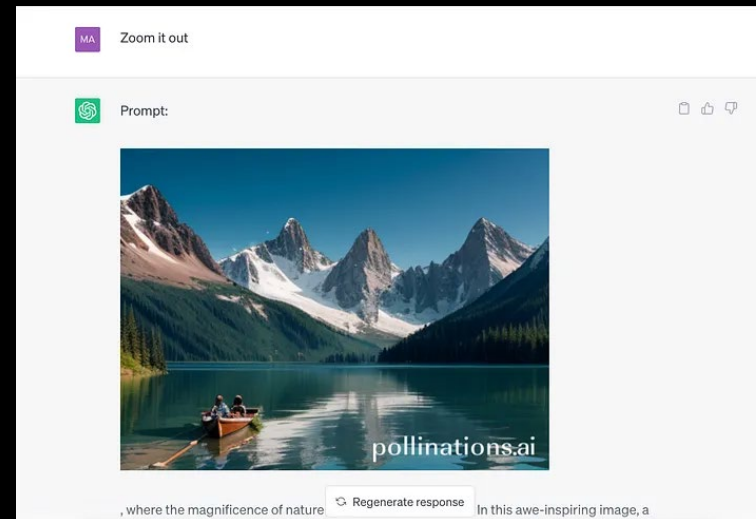 MA
Zoom it out
Prompt:
pollinations.ai
, where the magnificence of nature
Regenerate response
In this awe-inspiring image, a